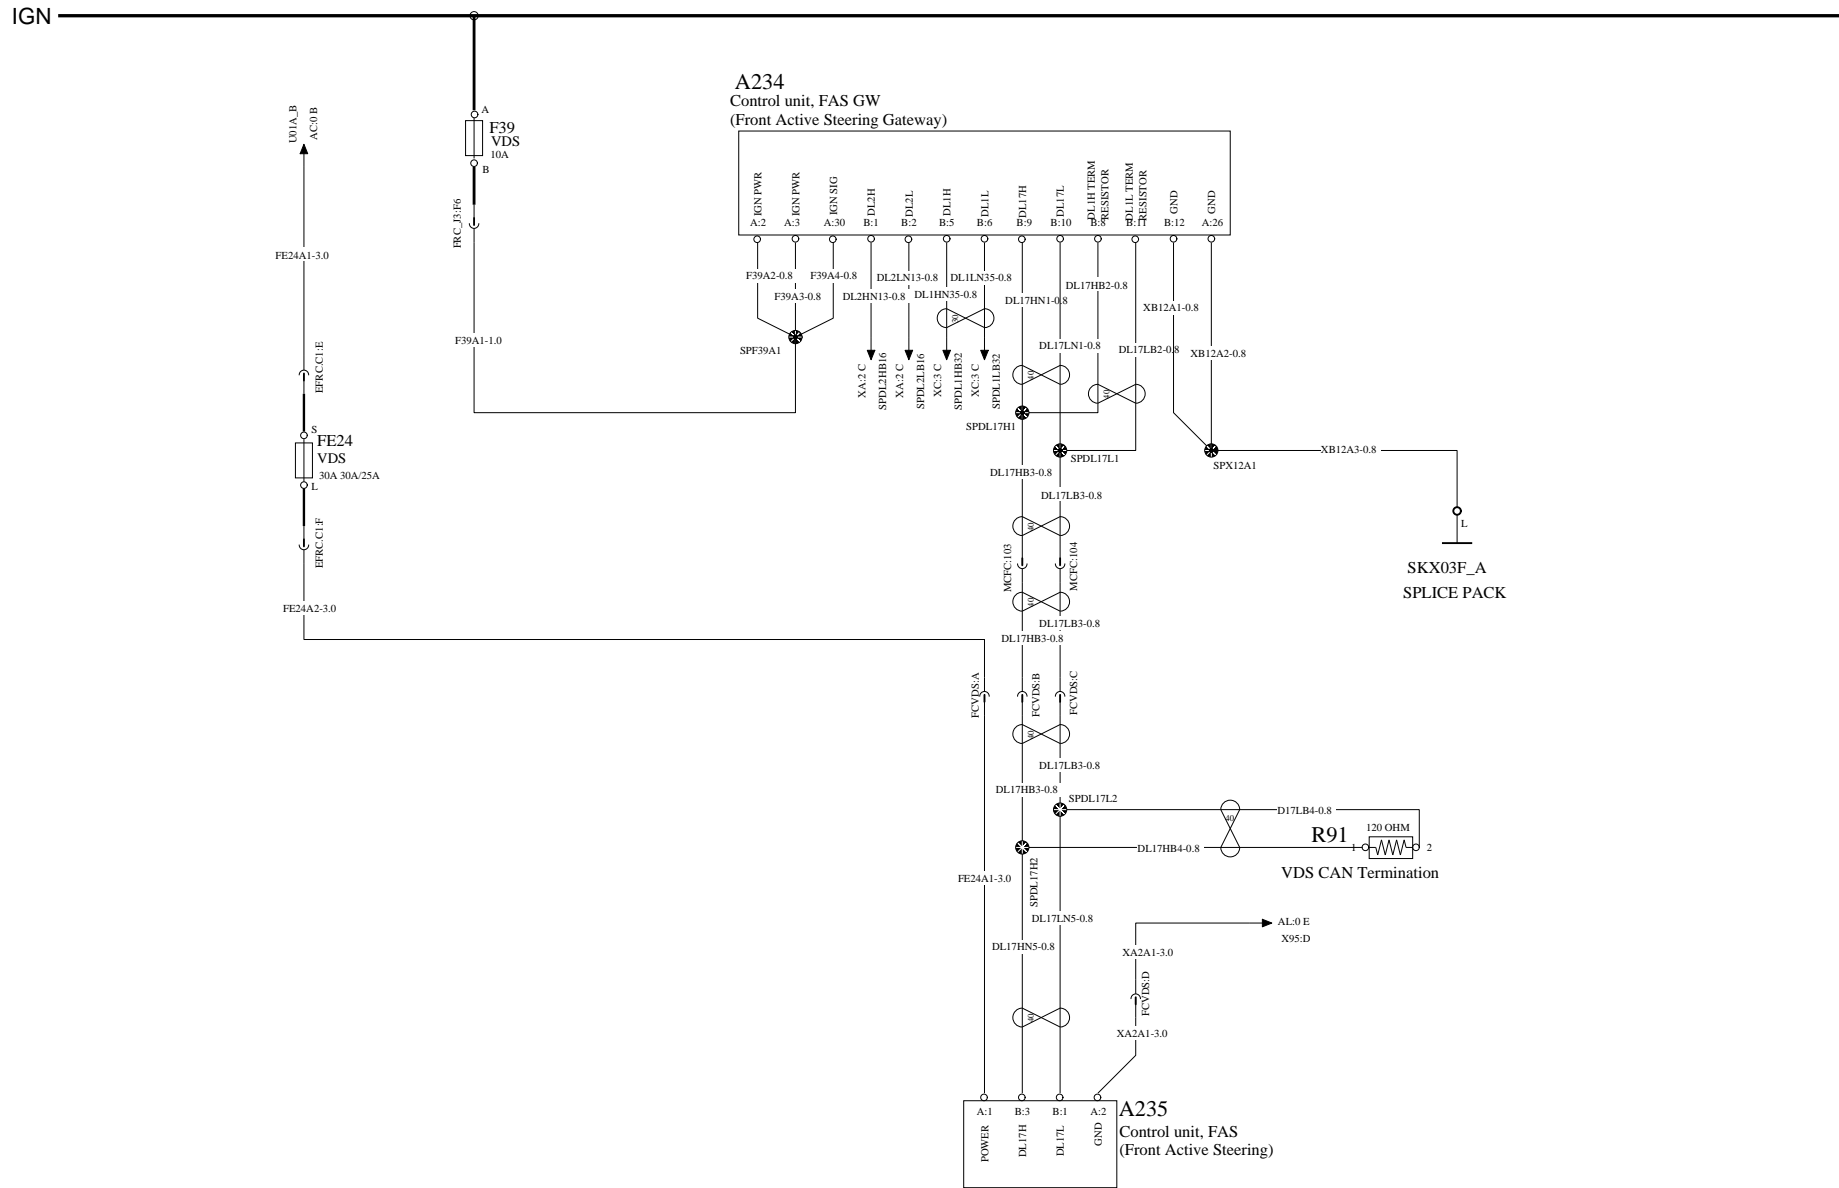 IGN
A234
Control unit, FAS GW
(Front Active Steering Gateway)
U01A_B
AC:0 B
A
F39
VDS
10A
B
FRC_J3:F6
IGN PWR
IGN PWR
IGN SIG
DL2H
DL2L
DL1H
DL1L
DL17H
DL17L
DL1H TERM
RESISTOR
DL1L TERM
RESISTOR
GND
GND
A:2
A:3
A:30
B:1
B:2
B:5
B:6
B:9
B:10
B:8
B:11
B:12
A:26
FE24A1-3.0
F39A2-0.8
F39A3-0.8
F39A4-0.8
DL2HN13-0.8
DL2LN13-0.8
DL1HN35-0.8
DL1LN35-0.8
DL17HN1-0.8
DL17HB2-0.8
XB12A1-0.8
30
F39A1-1.0
SPF39A1
DL17LN1-0.8
DL17LB2-0.8
XB12A2-0.8
EFRC.C1:E
XA:2 C
SPDL2HB16
XA:2 C
SPDL2LB16
XC:3 C
SPDL1HB32
XC:3 C
SPDL1LB32
40
40
SPDL17H1
S
FE24
VDS
30A 30A/25A
L
SPDL17L1
SPX12A1
XB12A3-0.8
DL17HB3-0.8
DL17LB3-0.8
40
L
EFRC.C1:F
MCFC:103
MCFC:104
SKX03F_A
SPLICE PACK
FE24A2-3.0
40
DL17LB3-0.8
DL17HB3-0.8
FCVDS:A
FCVDS:B
FCVDS:C
40
DL17LB3-0.8
DL17HB3-0.8
SPDL17L2
D17LB4-0.8
40
R91
120 OHM
1
2
DL17HB4-0.8
VDS CAN Termination
SPDL17H2
FE24A1-3.0
DL17LN5-0.8
AL:0 E
X95:D
DL17HN5-0.8
XA2A1-3.0
FCVDS:D
40
XA2A1-3.0
A:1
B:3
B:1
A:2
POWER
DL17H
DL17L
GND
A235
Control unit, FAS
(Front Active Steering)